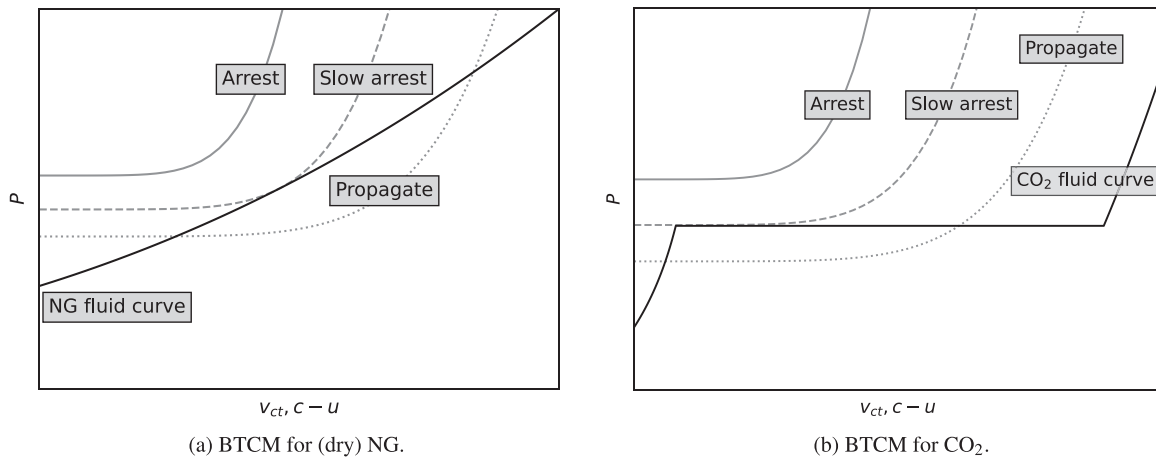 Arrest
Slow arrest
Propagate
NG fluid curve
P
v_ct, c − u
(a) BTCM for (dry) NG.
Propagate
Arrest
Slow arrest
CO₂ fluid curve
P
v_ct, c − u
(b) BTCM for CO₂.